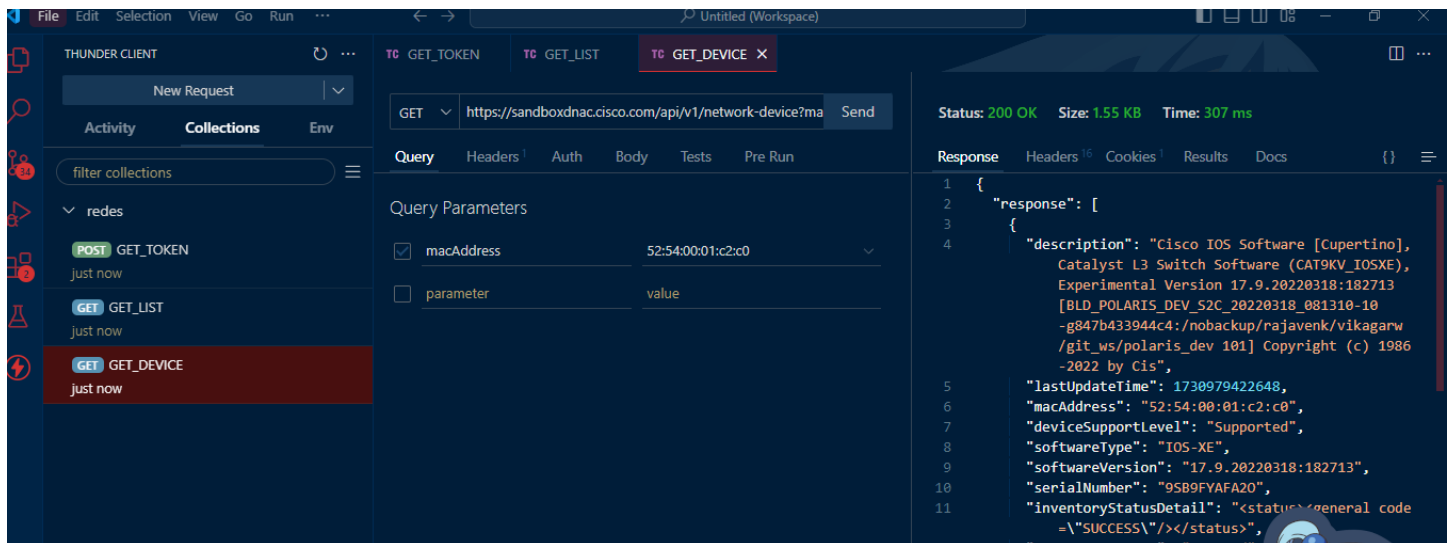 File Edit Selection View Go Run ··· ← → Untitled (Workspace)
THUNDER CLIENT
New Request
Activity Collections Env
filter collections
redes
POST GET_TOKEN
just now
GET GET_LIST
just now
GET GET_DEVICE
just now
34
2
TC GET_TOKEN TC GET_LIST TC GET_DEVICE
GET https://sandboxdnac.cisco.com/api/v1/network-device?ma Send
Query Headers 1 Auth Body Tests Pre Run
Query Parameters
macAddress 52:54:00:01:c2:c0
parameter value
Status: 200 OK Size: 1.55 KB Time: 307 ms
Response Headers 16 Cookies 1 Results Docs {}
1 {
2 "response": [
3 {
4 "description": "Cisco IOS Software [Cupertino],
Catalyst L3 Switch Software (CAT9KV_IOSXE),
Experimental Version 17.9.20220318:182713
[BLD_POLARIS_DEV_S2C_20220318_081310-10
-g847b433944c4:/nobackup/rajavenk/vikagarw
/git_ws/polaris_dev 101] Copyright (c) 1986
-2022 by Cis",
5 "lastUpdateTime": 1730979422648,
6 "macAddress": "52:54:00:01:c2:c0",
7 "deviceSupportLevel": "Supported",
8 "softwareType": "IOS-XE",
9 "softwareVersion": "17.9.20220318:182713",
10 "serialNumber": "9SB9FYAFA2O",
11 "inventoryStatusDetail": "<status><general code
=\"SUCCESS\"/></status>",